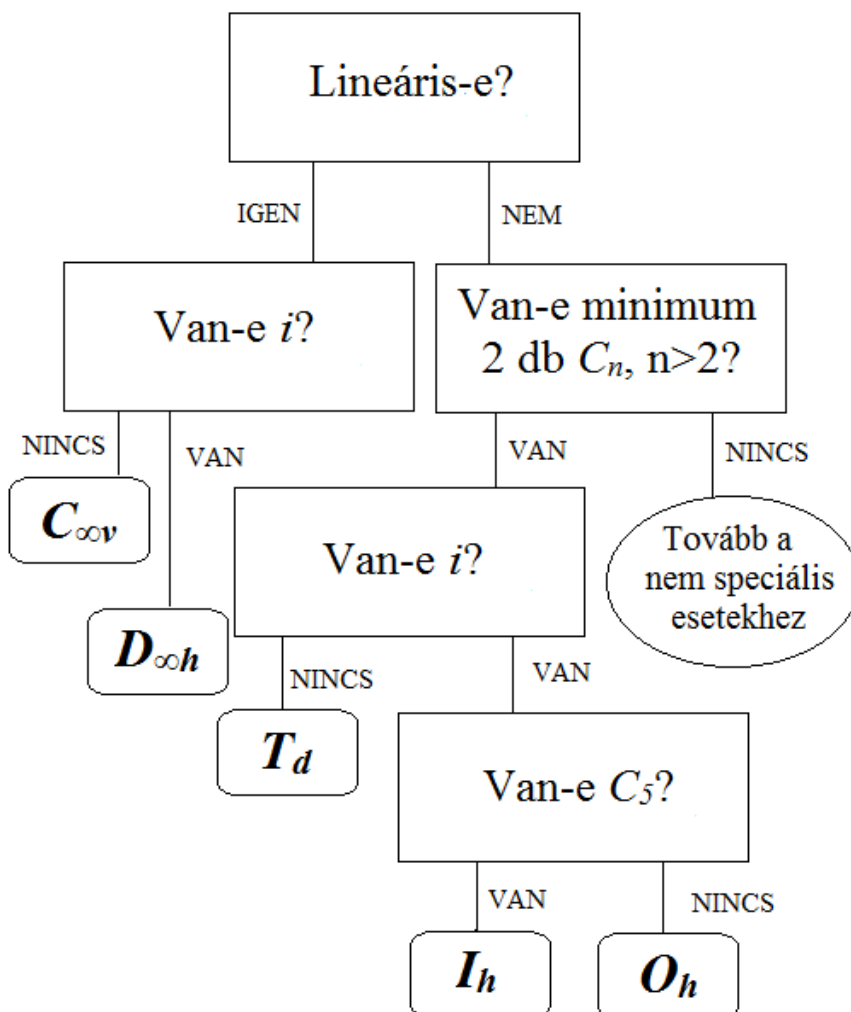 Lineáris-e?
IGEN
NEM
Van-e i?
Van-e minimum
2 db Cₙ, n>2?
NINCS
VAN
VAN
NINCS
C∞v
Van-e i?
Tovább a
nem speciális
esetekhez
D∞h
NINCS
VAN
Td
Van-e C₅?
VAN
NINCS
Ih
Oh